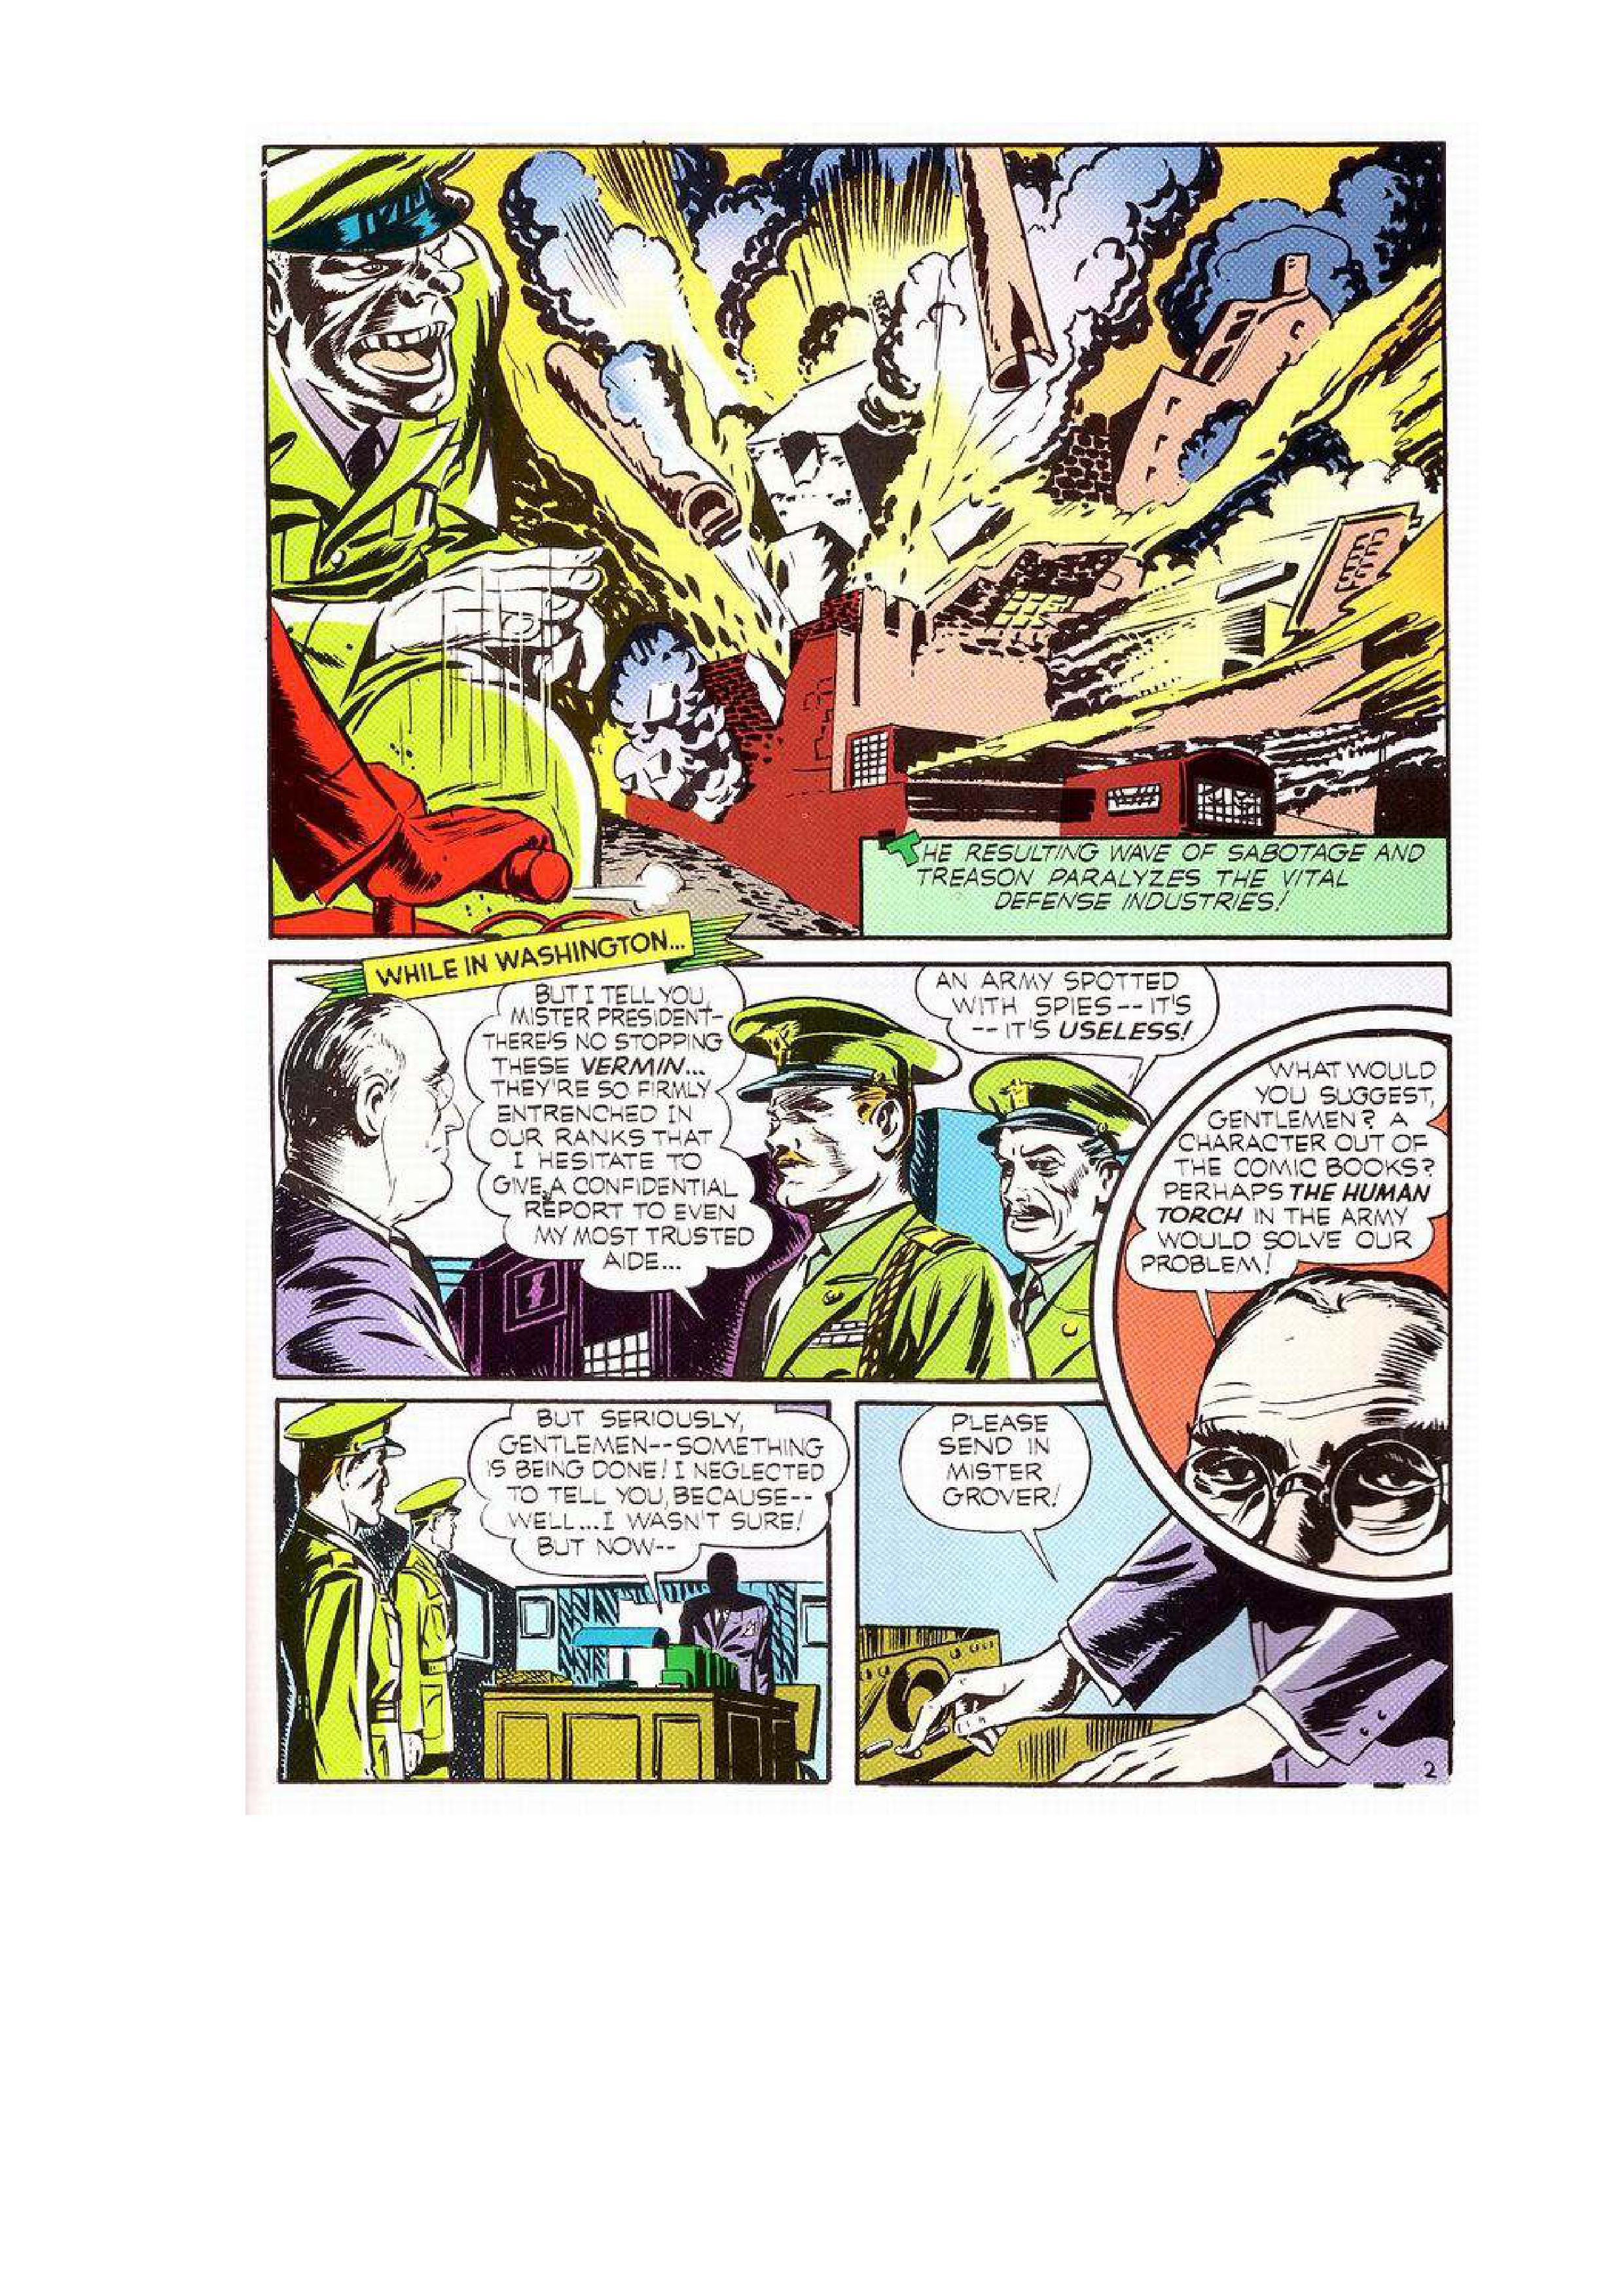 THE RESULTING WAVE OF SABOTAGE AND
TREASON PARALYZES THE VITAL
DEFENSE INDUSTRIES!
WHILE IN WASHINGTON...
BUT I TELL YOU,
MISTER PRESIDENT-
THERE'S NO STOPPING
THESE VERMIN...
THEY'RE SO FIRMLY
ENTRENCHED IN
OUR RANKS THAT
I HESITATE TO
GIVE A CONFIDENTIAL
REPORT TO EVEN
MY MOST TRUSTED
AIDE...
AN ARMY SPOTTED
WITH SPIES--IT'S
--IT'S USELESS!
WHAT WOULD
YOU SUGGEST,
GENTLEMEN? A
CHARACTER OUT OF
THE COMIC BOOKS?
PERHAPS THE HUMAN
TORCH IN THE ARMY
WOULD SOLVE OUR
PROBLEM!
BUT SERIOUSLY,
GENTLEMEN--SOMETHING
IS BEING DONE! I NEGLECTED
TO TELL YOU, BECAUSE--
WELL...I WASN'T SURE!
BUT NOW--
PLEASE
SEND IN
MISTER
GROVER!
2